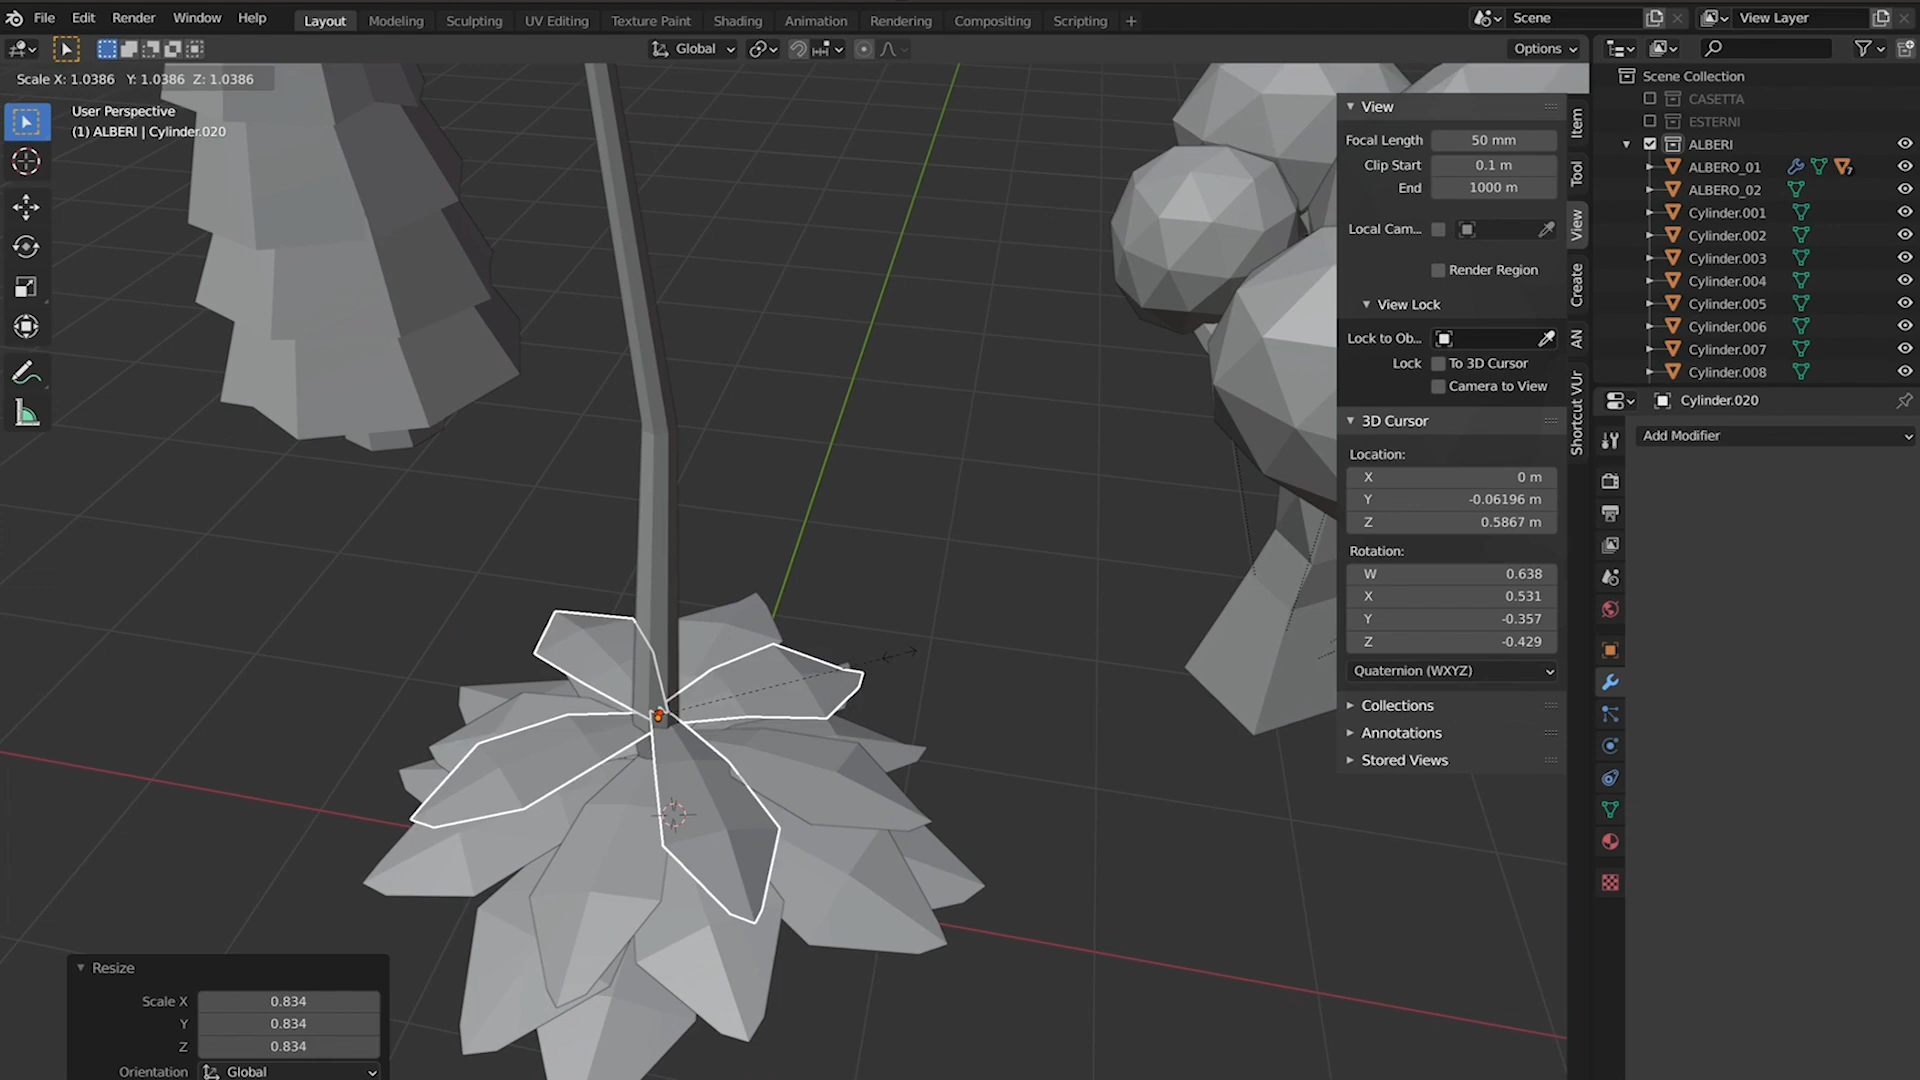 File Edit Render Window Help Layout Modeling Sculpting UV Editing Texture Paint Shading Animation Rendering Compositing Scripting + Scene View Layer
Global Options
Scale X: 1.0386 Y: 1.0386 Z: 1.0386
User Perspective
(1) ALBERI | Cylinder.020
View
Focal Length 50 mm
Clip Start 0.1 m
End 1000 m
Local Cam...
Render Region
View Lock
Lock to Ob...
Lock To 3D Cursor
Camera to View
3D Cursor
Location:
X 0 m
Y -0.06196 m
Z 0.5867 m
Rotation:
W 0.638
X 0.531
Y -0.357
Z -0.429
Quaternion (WXYZ)
Collections
Annotations
Stored Views
Item
Tool
View
Create
AN
Shortcut VUr
Scene Collection
CASETTA
ESTERNI
ALBERI
ALBERO_01 7
ALBERO_02
Cylinder.001
Cylinder.002
Cylinder.003
Cylinder.004
Cylinder.005
Cylinder.006
Cylinder.007
Cylinder.008
Cylinder.020
Add Modifier
Resize
Scale X 0.834
Y 0.834
Z 0.834
Orientation Global